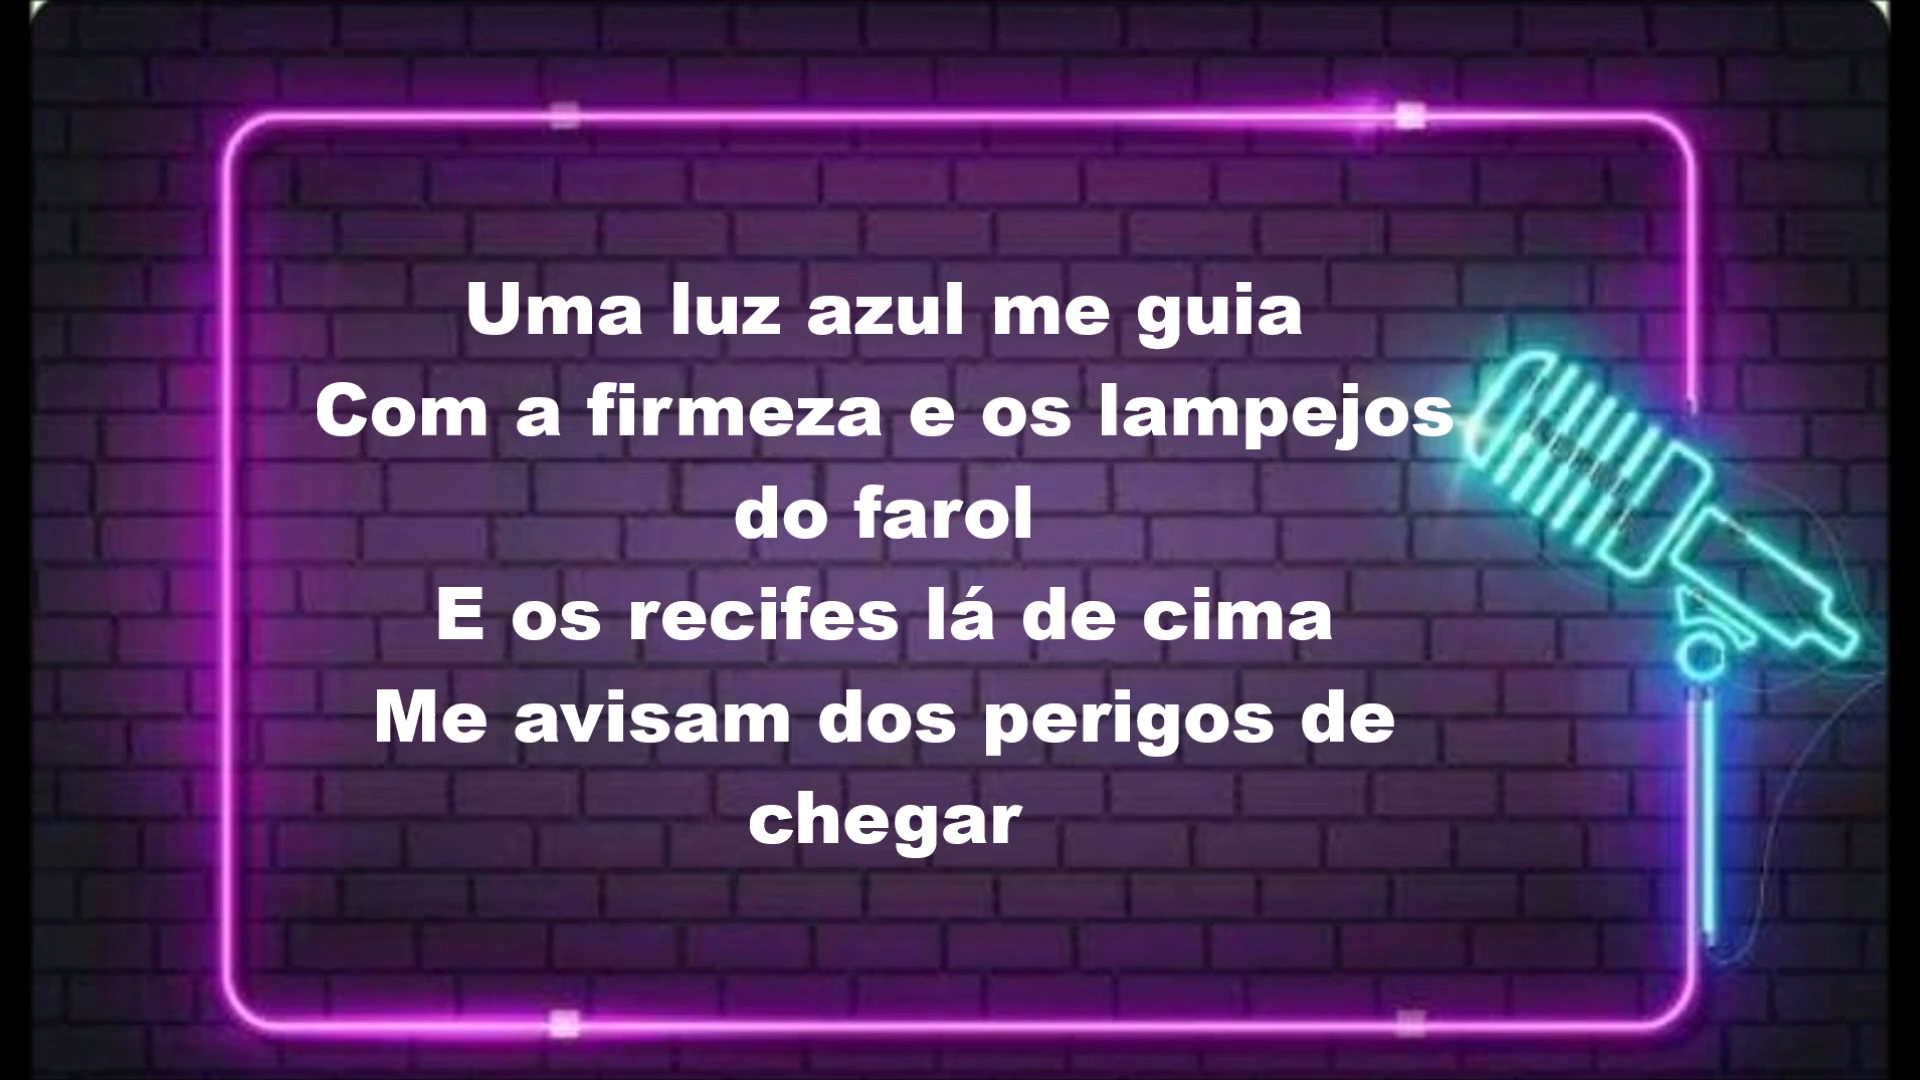 Uma luz azul me guia
Com a firmeza e os lampejos
do farol
E os recifes lá de cima
Me avisam dos perigos de
chegar